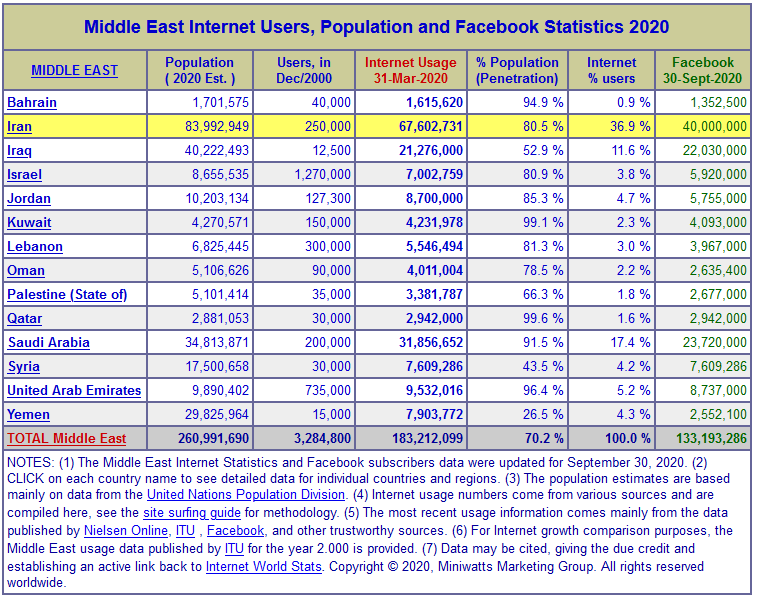 Middle East Internet Users, Population and Facebook Statistics 2020
MIDDLE EAST Population ( 2020 Est. ) Users, in Dec/2000 Internet Usage 31-Mar-2020 % Population (Penetration) Internet % users Facebook 30-Sept-2020
Bahrain 1,701,575 40,000 1,615,620 94.9 % 0.9 % 1,352,500
Iran 83,992,949 250,000 67,602,731 80.5 % 36.9 % 40,000,000
Iraq 40,222,493 12,500 21,276,000 52.9 % 11.6 % 22,030,000
Israel 8,655,535 1,270,000 7,002,759 80.9 % 3.8 % 5,920,000
Jordan 10,203,134 127,300 8,700,000 85.3 % 4.7 % 5,755,000
Kuwait 4,270,571 150,000 4,231,978 99.1 % 2.3 % 4,093,000
Lebanon 6,825,445 300,000 5,546,494 81.3 % 3.0 % 3,967,000
Oman 5,106,626 90,000 4,011,004 78.5 % 2.2 % 2,635,400
Palestine (State of) 5,101,414 35,000 3,381,787 66.3 % 1.8 % 2,677,000
Qatar 2,881,053 30,000 2,942,000 99.6 % 1.6 % 2,942,000
Saudi Arabia 34,813,871 200,000 31,856,652 91.5 % 17.4 % 23,720,000
Syria 17,500,658 30,000 7,609,286 43.5 % 4.2 % 7,609,286
United Arab Emirates 9,890,402 735,000 9,532,016 96.4 % 5.2 % 8,737,000
Yemen 29,825,964 15,000 7,903,772 26.5 % 4.3 % 2,552,100
TOTAL Middle East 260,991,690 3,284,800 183,212,099 70.2 % 100.0 % 133,193,286
NOTES: (1) The Middle East Internet Statistics and Facebook subscribers data were updated for September 30, 2020. (2)
CLICK on each country name to see detailed data for individual countries and regions. (3) The population estimates are based
mainly on data from the United Nations Population Division. (4) Internet usage numbers come from various sources and are
compiled here, see the site surfing guide for methodology. (5) The most recent usage information comes mainly from the data
published by Nielsen Online, ITU , Facebook, and other trustworthy sources. (6) For Internet growth comparison purposes, the
Middle East usage data published by ITU for the year 2.000 is provided. (7) Data may be cited, giving the due credit and
establishing an active link back to Internet World Stats. Copyright © 2020, Miniwatts Marketing Group. All rights reserved
worldwide.